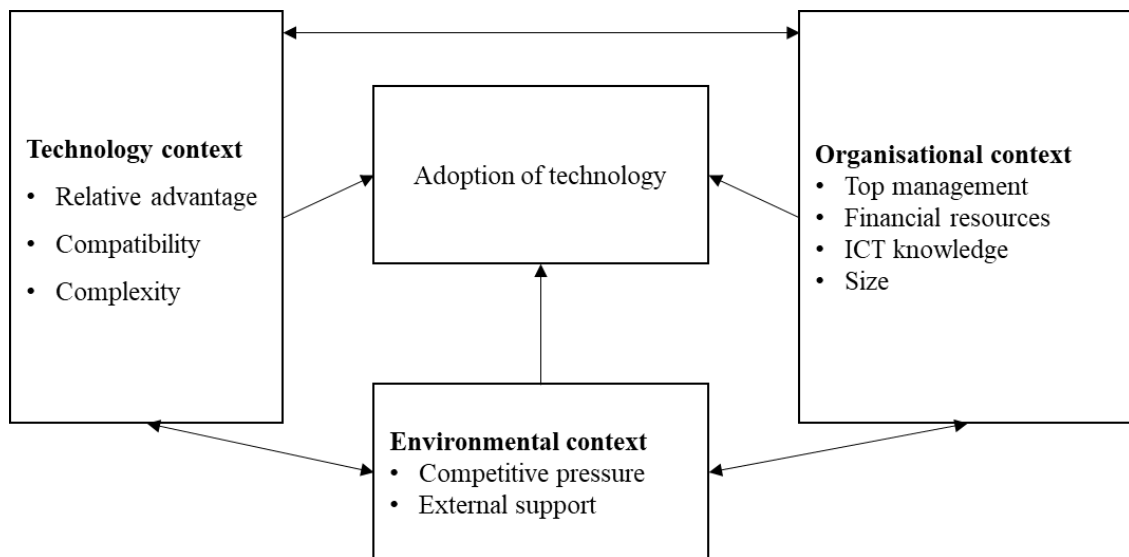 Technology context
• Relative advantage
• Compatibility
• Complexity
Adoption of technology
Organisational context
• Top management
• Financial resources
• ICT knowledge
• Size
Environmental context
• Competitive pressure
• External support